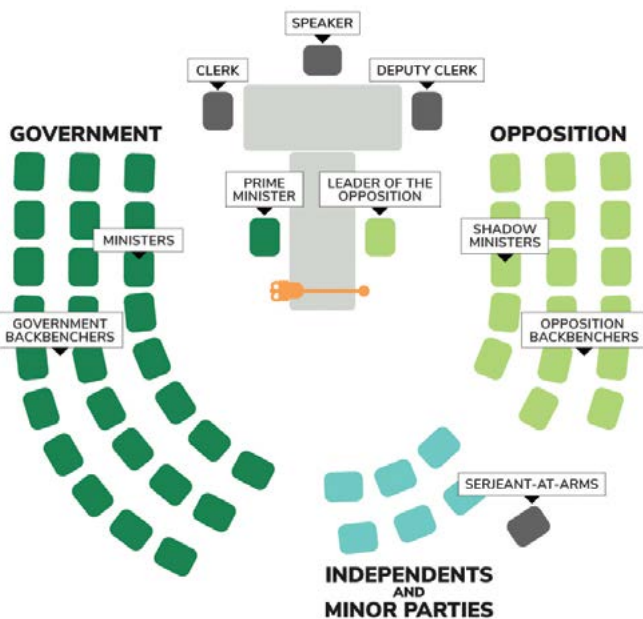 SPEAKER
CLERK
DEPUTY CLERK
GOVERNMENT
OPPOSITION
PRIME
MINISTER
LEADER OF THE
OPPOSITION
MINISTERS
SHADOW
MINISTERS
GOVERNMENT
BACKBENCHERS
OPPOSITION
BACKBENCHERS
SERJEANT-AT-ARMS
INDEPENDENTS
AND
MINOR PARTIES